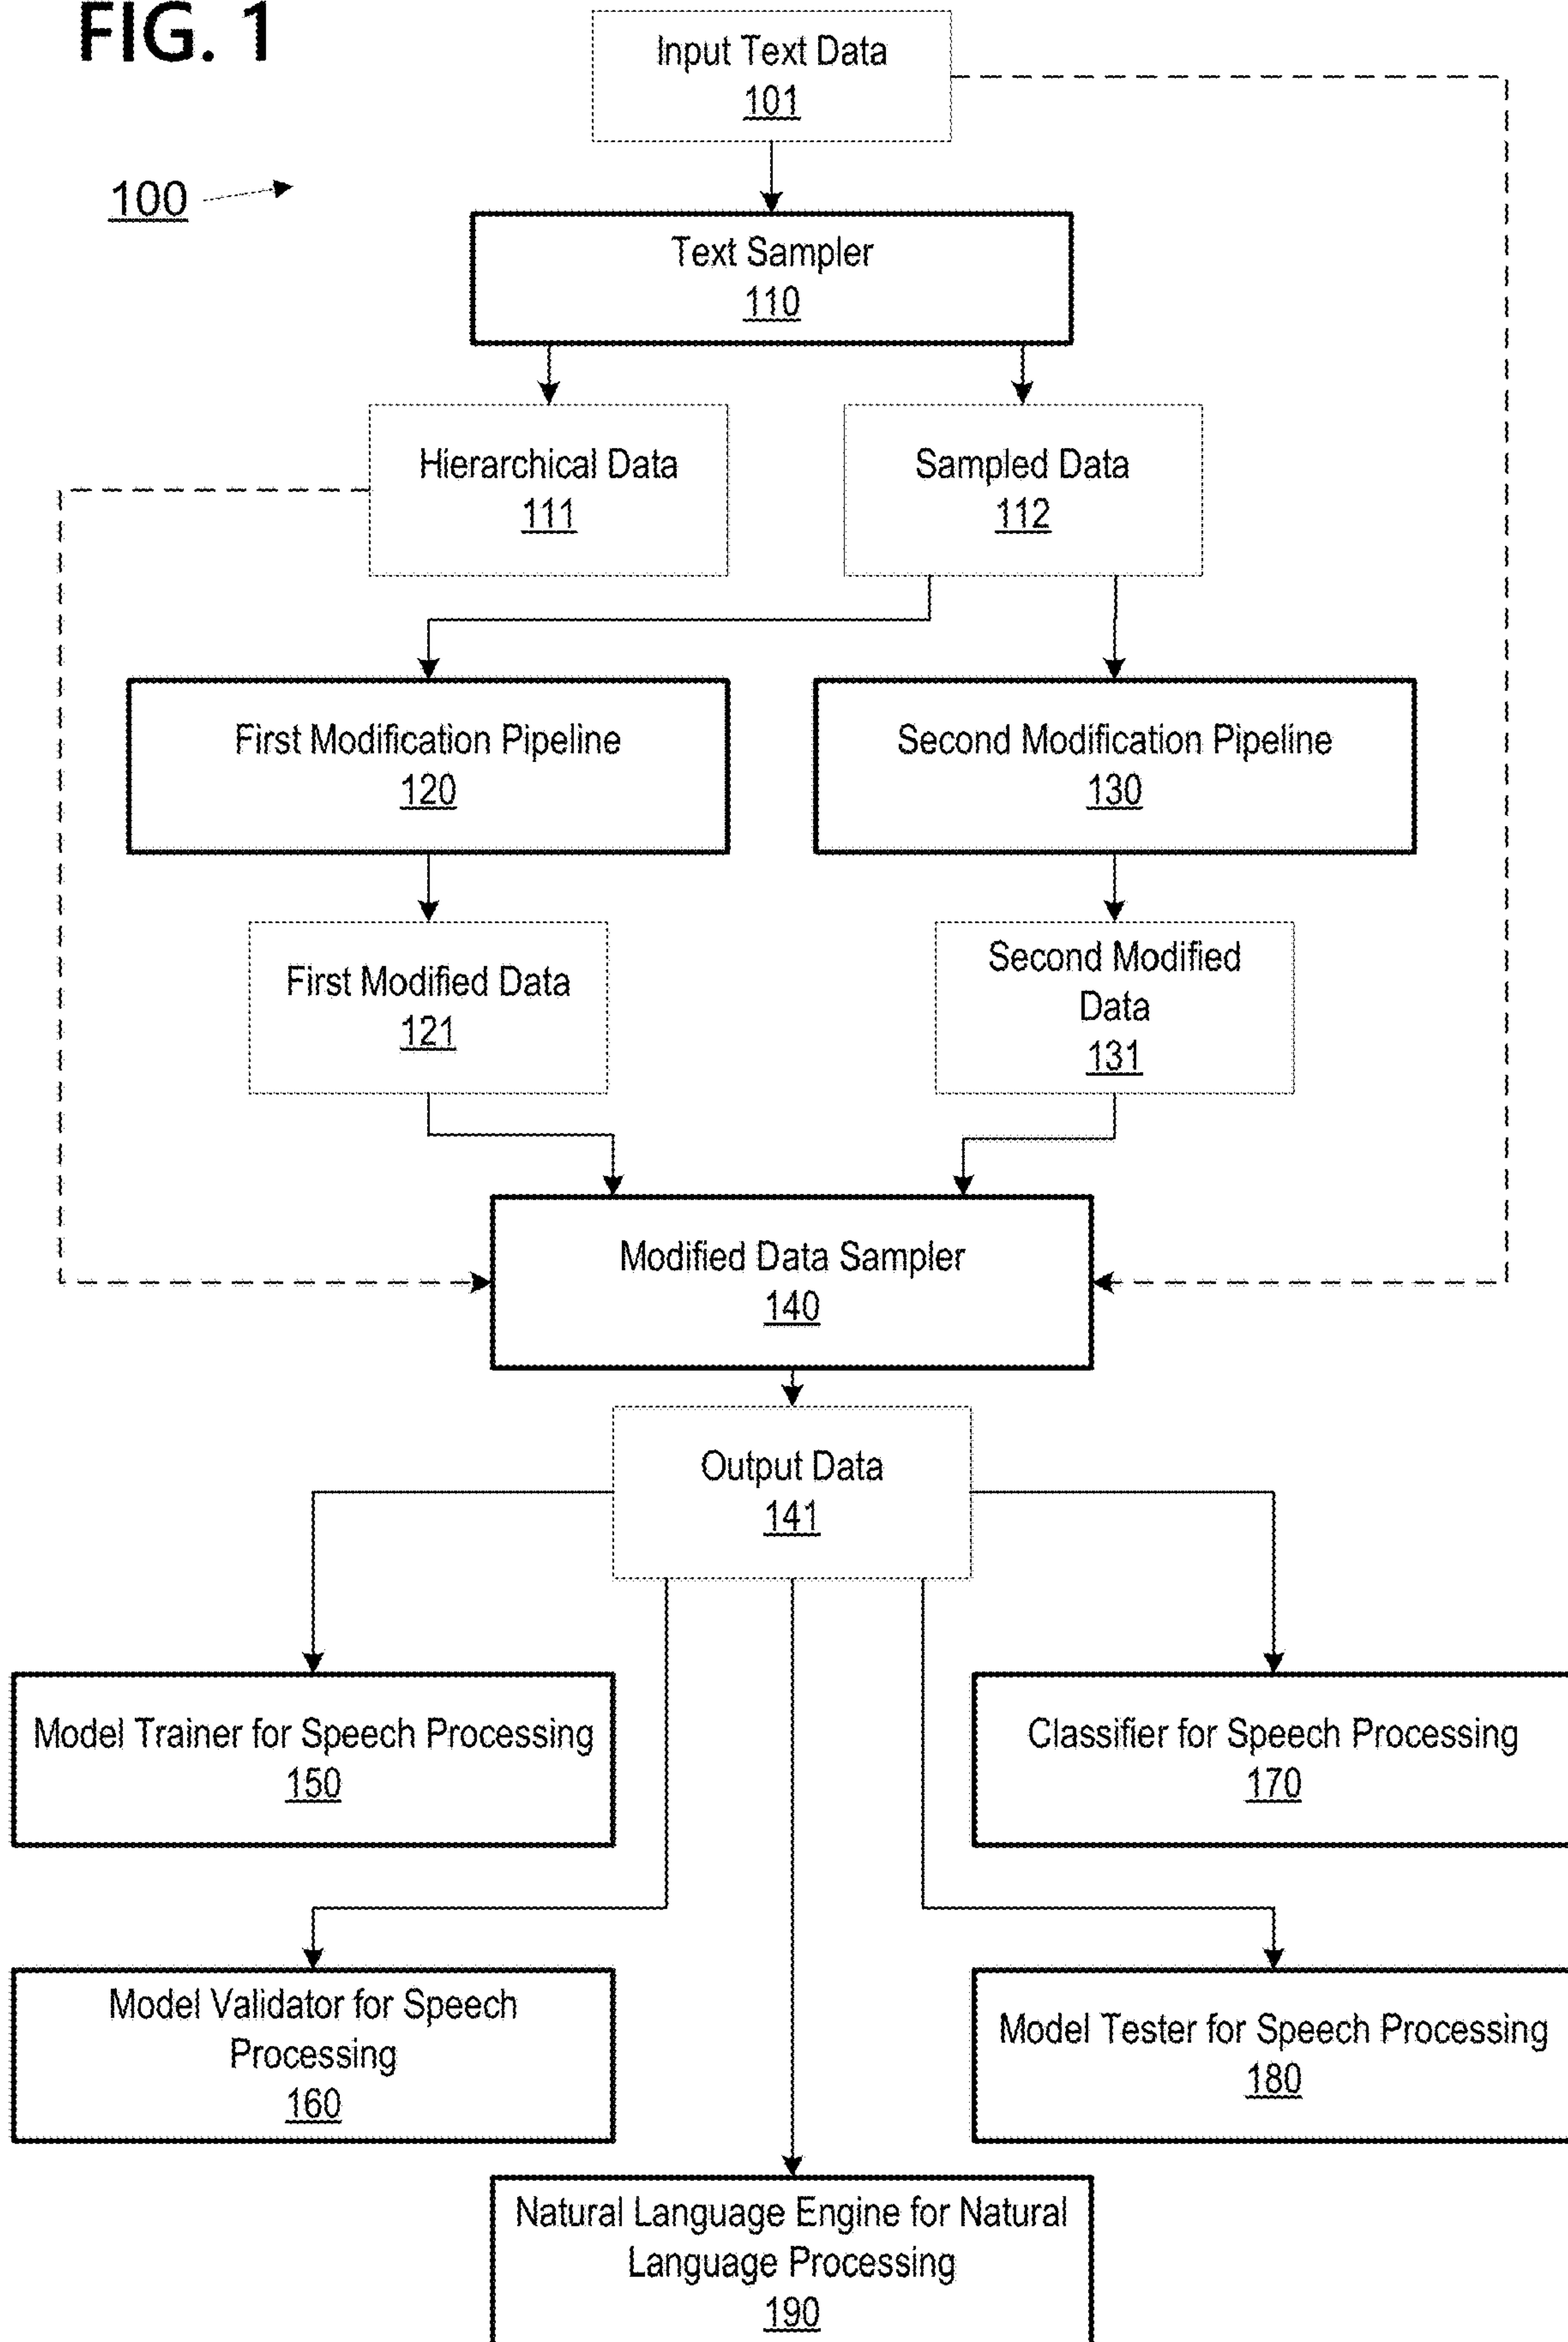 FIG. 1
Input Text Data
101
100
Text Sampler
110
Hierarchical Data
111
Sampled Data
112
First Modification Pipeline
120
Second Modification Pipeline
130
First Modified Data
121
Second Modified
Data
131
Modified Data Sampler
140
Output Data
141
Model Trainer for Speech Processing
150
Classifier for Speech Processing
170
Model Validator for Speech
Processing
160
Model Tester for Speech Processing
180
Natural Language Engine for Natural
Language Processing
190